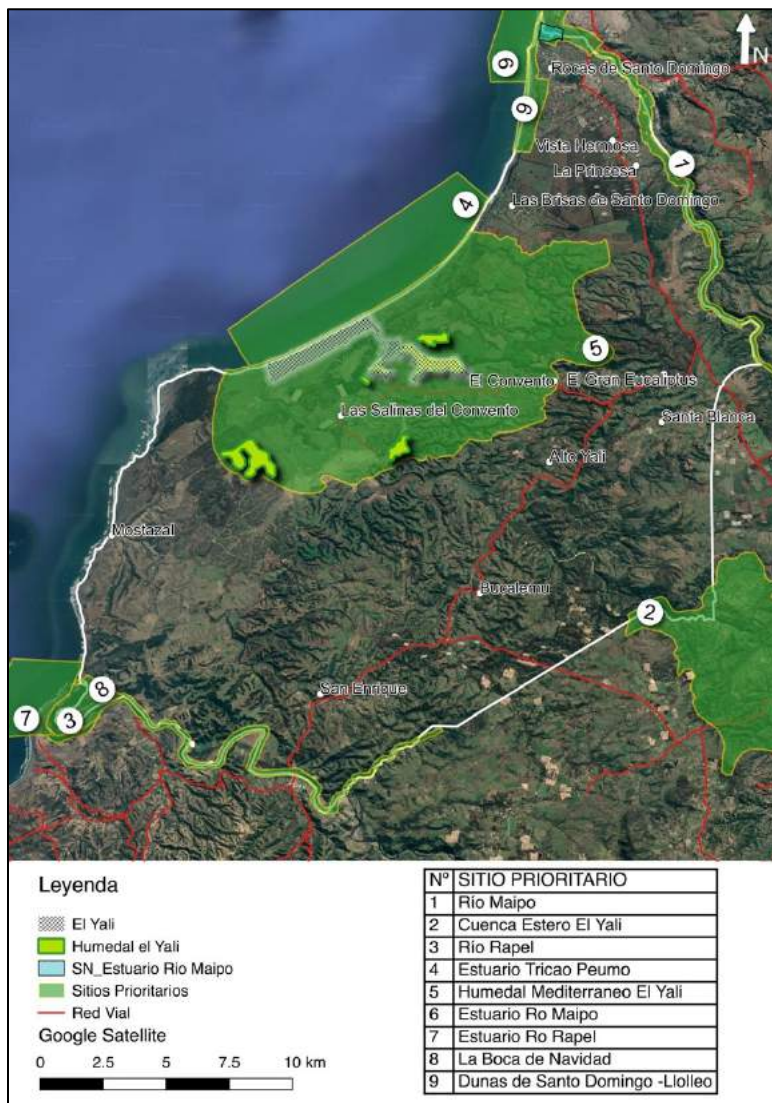 N
6
Rocas de Santo Domingo
9
Vista Hermosa
1
La Princesa
4
Las Brisas de Santo Domingo
5
El Convento
El Gran Eucaliptus
Las Salinas del Convento
Santa Blanca
Alto Yali
Mostazal
Bucalemu
2
San Enrique
8
7
3
Leyenda
El Yali
Humedal el Yali
SN_Estuario Rio Maipo
Sitios Prioritarios
Red Vial
Google Satellite
0 2.5 5 7.5 10 km
Nº SITIO PRIORITARIO
1 Río Maipo
2 Cuenca Estero El Yali
3 Río Rapel
4 Estuario Tricao Peumo
5 Humedal Mediterraneo El Yali
6 Estuario Ro Maipo
7 Estuario Ro Rapel
8 La Boca de Navidad
9 Dunas de Santo Domingo -Llolleo